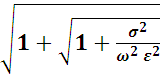 √(1 + √(1 + σ² / (ω² ε²)))